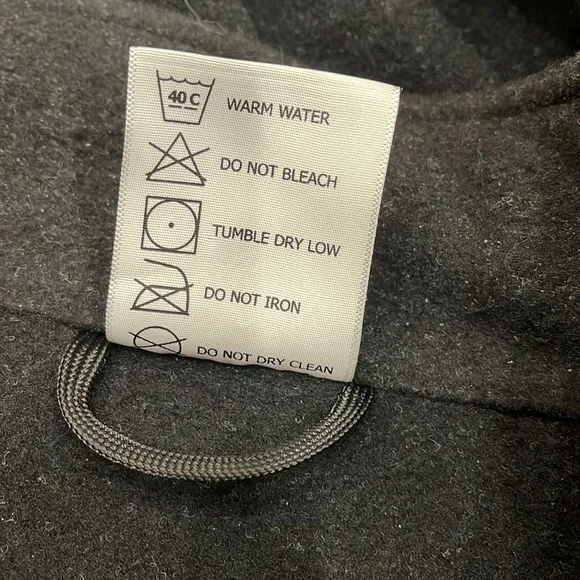 40 C WARM WATER
DO NOT BLEACH
TUMBLE DRY LOW
DO NOT IRON
DO NOT DRY CLEAN